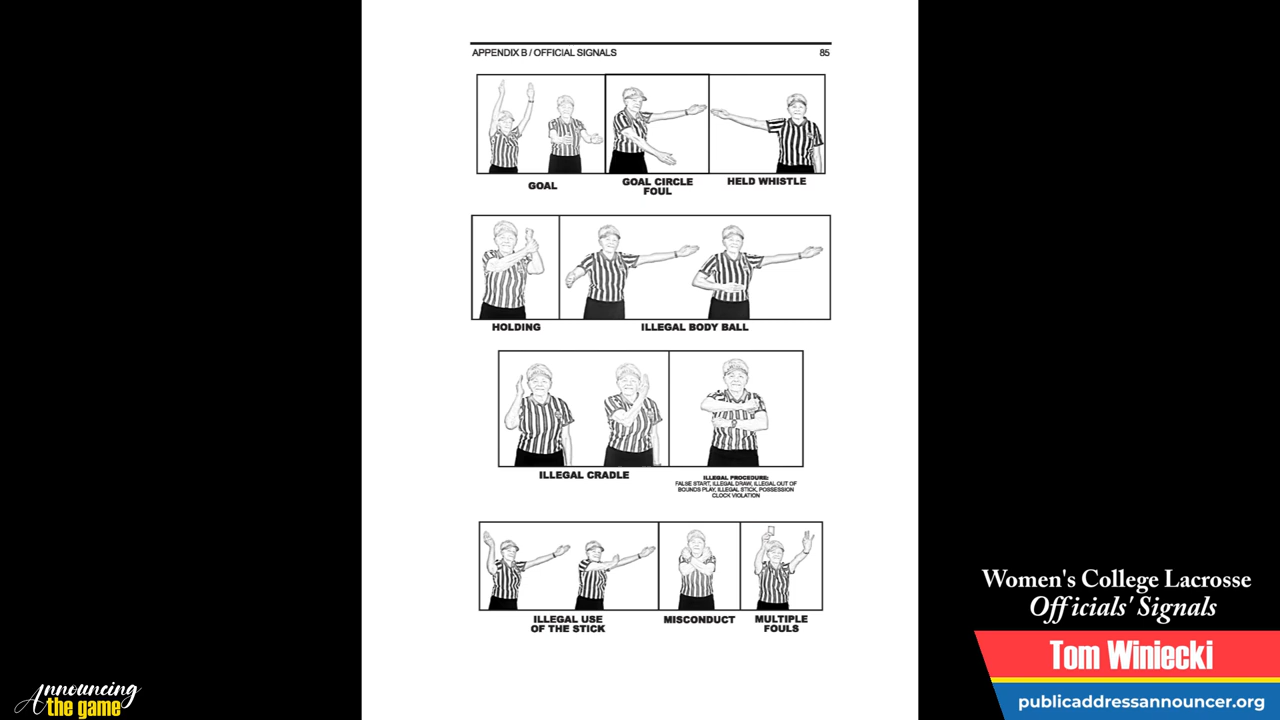 APPENDIX B / OFFICIAL SIGNALS 85
GOAL
GOAL CIRCLE
FOUL
HELD WHISTLE
HOLDING
ILLEGAL BODY BALL
ILLEGAL CRADLE
ILLEGAL PROCEDURE:
FALSE START, ILLEGAL DRAW, ILLEGAL OUT OF
BOUNDS PLAY, ILLEGAL STICK, POSSESSION
CLOCK VIOLATION
ILLEGAL USE
OF THE STICK
MISCONDUCT
MULTIPLE
FOULS
Women's College Lacrosse
Officials' Signals
Tom Winiecki
publicaddressannouncer.org
Announcing
the game